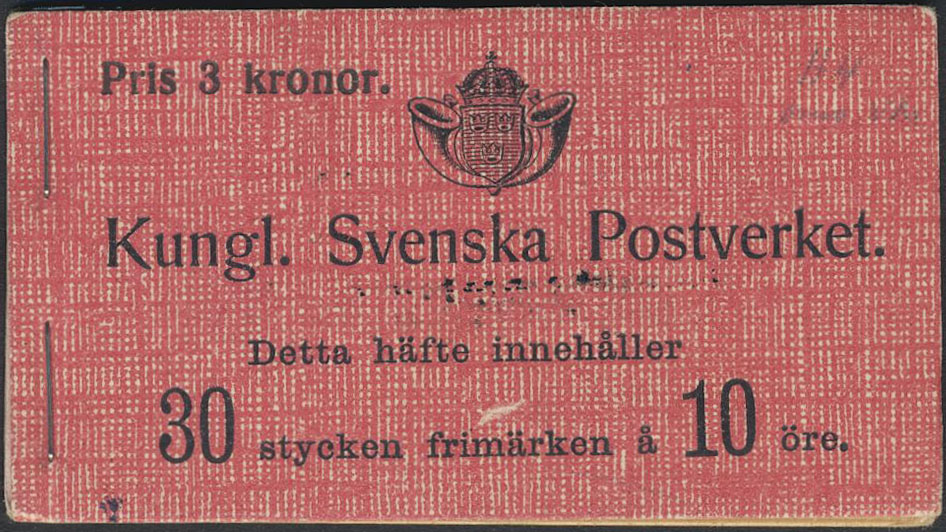 Pris 3 kronor.
Kungl. Svenska Postverket.
Detta häfte innehåller
30 stycken frimärken å 10 öre.